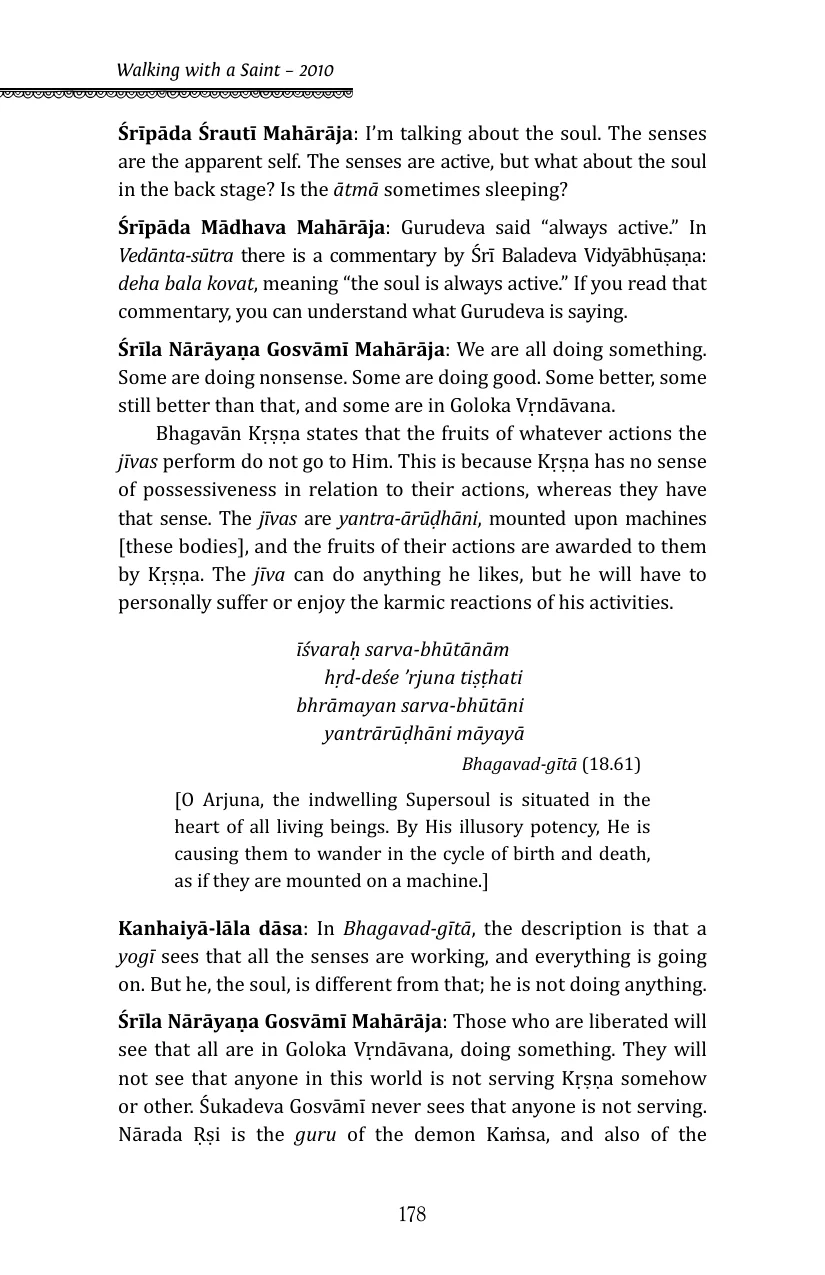 Walking with a Saint – 2010
Śrīpāda Śrautī Mahārāja: I’m talking about the soul. The senses
are the apparent self. The senses are active, but what about the soul
in the back stage? Is the ātmā sometimes sleeping?
Śrīpāda Mādhava Mahārāja: Gurudeva said “always active.” In
Vedānta-sūtra there is a commentary by Śrī Baladeva Vidyābhūṣaṇa:
deha bala kovat, meaning “the soul is always active.” If you read that
commentary, you can understand what Gurudeva is saying.
Śrīla Nārāyaṇa Gosvāmī Mahārāja: We are all doing something.
Some are doing nonsense. Some are doing good. Some better, some
still better than that, and some are in Goloka Vṛndāvana.
Bhagavān Kṛṣṇa states that the fruits of whatever actions the
jīvas perform do not go to Him. This is because Kṛṣṇa has no sense
of possessiveness in relation to their actions, whereas they have
that sense. The jīvas are yantra-ārūḍhāni, mounted upon machines
[these bodies], and the fruits of their actions are awarded to them
by Kṛṣṇa. The jīva can do anything he likes, but he will have to
personally suffer or enjoy the karmic reactions of his activities.
īśvaraḥ sarva-bhūtānām
hṛd-deśe ’rjuna tiṣṭhati
bhrāmayan sarva-bhūtāni
yantrārūḍhāni māyayā
Bhagavad-gītā (18.61)
[O Arjuna, the indwelling Supersoul is situated in the
heart of all living beings. By His illusory potency, He is
causing them to wander in the cycle of birth and death,
as if they are mounted on a machine.]
Kanhaiyā-lāla dāsa: In Bhagavad-gītā, the description is that a
yogī sees that all the senses are working, and everything is going
on. But he, the soul, is different from that; he is not doing anything.
Śrīla Nārāyaṇa Gosvāmī Mahārāja: Those who are liberated will
see that all are in Goloka Vṛndāvana, doing something. They will
not see that anyone in this world is not serving Kṛṣṇa somehow
or other. Śukadeva Gosvāmī never sees that anyone is not serving.
Nārada Ṛṣi is the guru of the demon Kaṁsa, and also of the
178